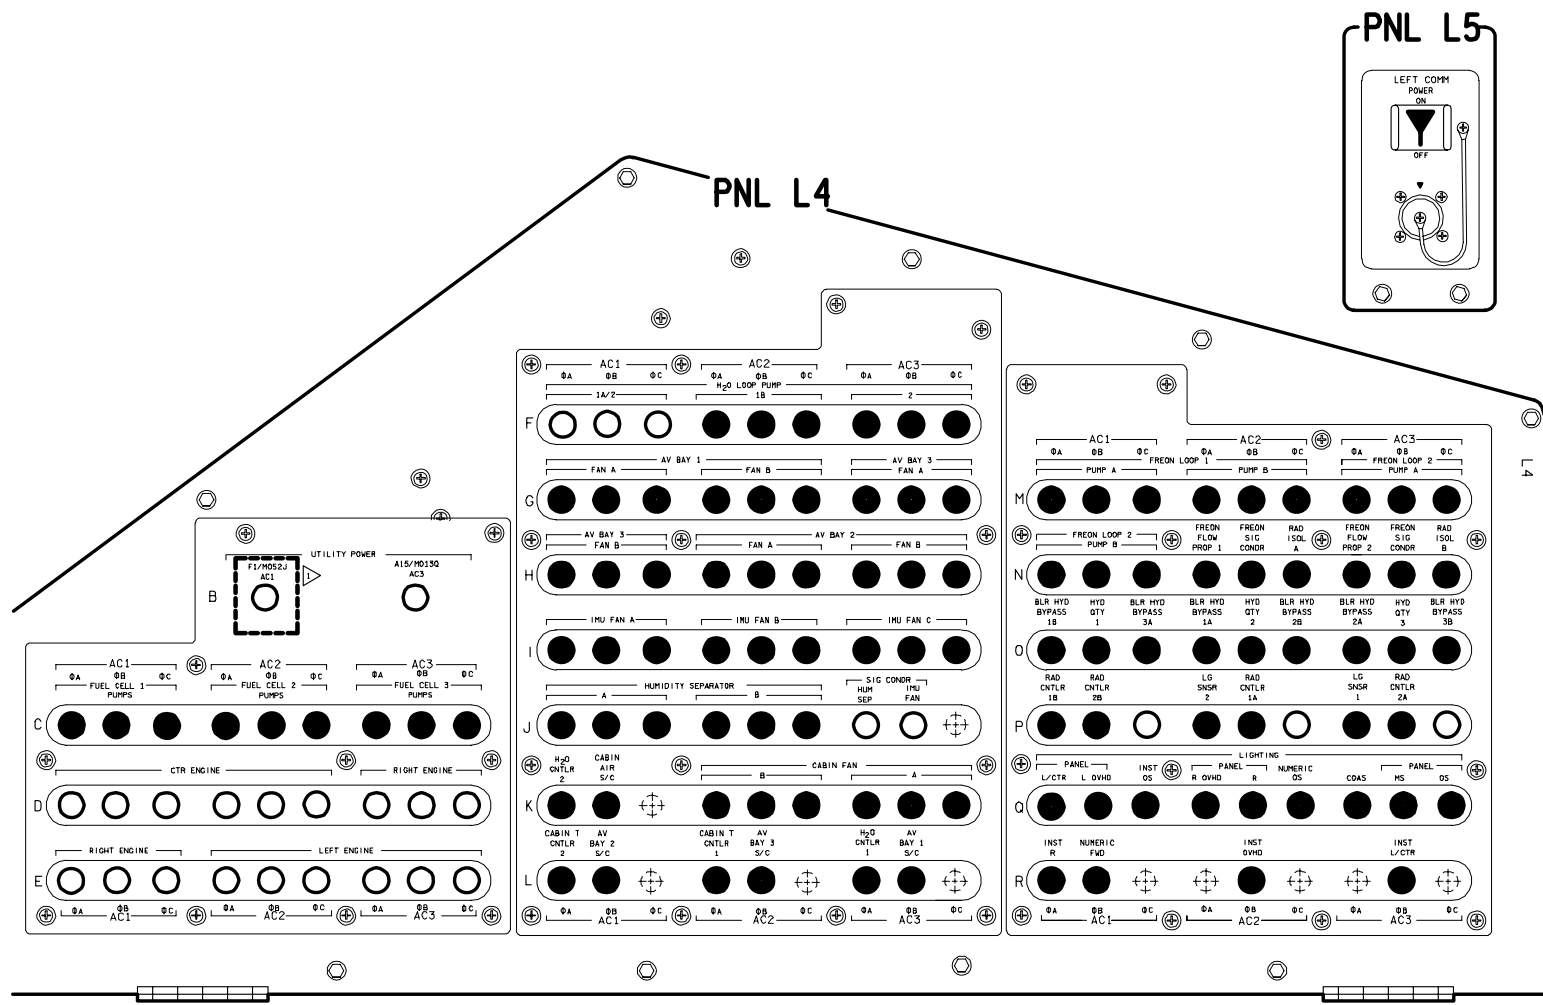 PNL L5
LEFT COMM
POWER
ON
OFF
PNL L4
L4
UTILITY POWER
F1/MO52J A15/MO13Q
AC1 AC3
1
B
AC1 AC2 AC3
ΦA ΦB ΦC ΦA ΦB ΦC ΦA ΦB ΦC
FUEL CELL 1 FUEL CELL 2 FUEL CELL 3
PUMPS PUMPS PUMPS
C
CTR ENGINE RIGHT ENGINE
D
RIGHT ENGINE LEFT ENGINE
E
ΦA ΦB ΦC ΦA ΦB ΦC ΦA ΦB ΦC
AC1 AC2 AC3
AC1 AC2 AC3
ΦA ΦB ΦC ΦA ΦB ΦC ΦA ΦB ΦC
H2O LOOP PUMP
1A/2 1B 2
F
AV BAY 1 AV BAY 3
FAN A FAN B FAN A
G
AV BAY 3 AV BAY 2
FAN B FAN A FAN B
H
IMU FAN A IMU FAN B IMU FAN C
I
HUMIDITY SEPARATOR SIG CONDR
A B HUM IMU
SEP FAN
J
H2O CABIN CABIN FAN
CNTLR AIR B A
2 S/C
K
CABIN T AV CABIN T AV H2O AV
CNTLR BAY 2 CNTLR BAY 3 CNTLR BAY 1
2 S/C 1 S/C 1 S/C
L
ΦA ΦB ΦC ΦA ΦB ΦC ΦA ΦB ΦC
AC1 AC2 AC3
AC1 AC2 AC3
ΦA ΦB ΦC ΦA ΦB ΦC ΦA ΦB ΦC
FREON LOOP 1 FREON LOOP 2
PUMP A PUMP B PUMP A
M
FREON LOOP 2 FREON FREON RAD FREON FREON RAD
PUMP B FLOW SIG ISOL FLOW SIG ISOL
PROP 1 CONDR A PROP 2 CONDR B
N
BLR HYD HYD BLR HYD BLR HYD HYD BLR HYD BLR HYD HYD BLR HYD
BYPASS QTY BYPASS BYPASS QTY BYPASS BYPASS QTY BYPASS
1B 1 3A 1A 2 2B 2A 3 3B
O
RAD RAD LG RAD LG RAD
CNTLR CNTLR SNSR CNTLR SNSR CNTLR
1B 2B 2 1A 1 2A
P
LIGHTING
PANEL INST PANEL NUMERIC PANEL
L/CTR L OVHD OS R OVHD R OS COAS MS OS
Q
INST NUMERIC INST INST
R FWD OVHD L/CTR
R
ΦA ΦB ΦC ΦA ΦB ΦC ΦA ΦB ΦC
AC1 AC2 AC3